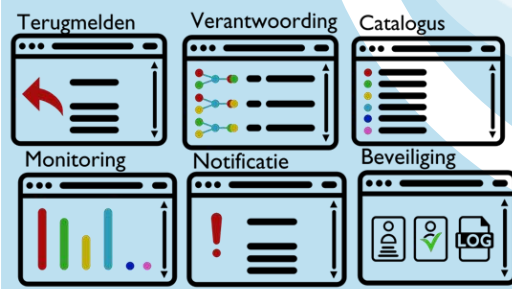 Terugmelden
Verantwoording
Catalogus
Monitoring
Notificatie
Beveiliging
LOG